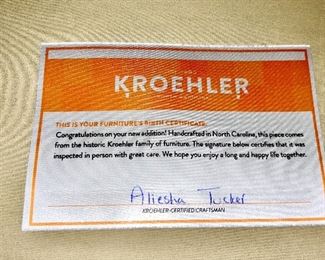 KROEHLER
THIS IS YOUR FURNITURE'S BIRTH CERTIFICATE.
Congratulations on your new addition! Handcrafted in North Carolina, this piece comes
from the historic Kroehler family of furniture. The signature below certifies that it was
inspected in person with great care. We hope you enjoy a long and happy life together.
Aliesha Tucker
KROEHLER-CERTIFIED CRAFTSMAN